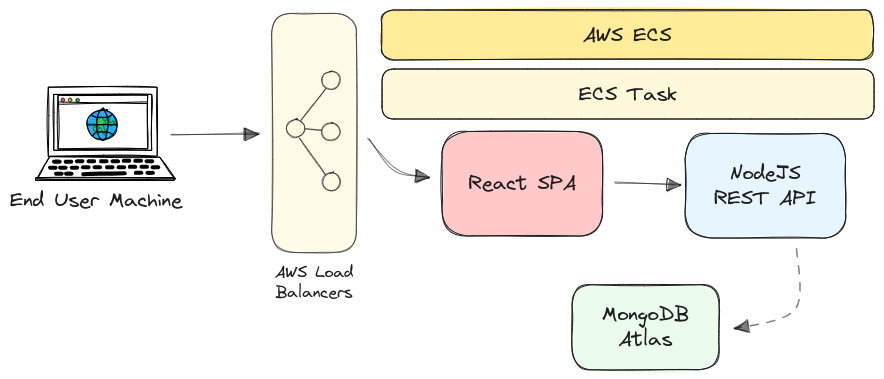 AWS ECS
ECS Task
End User Machine
React SPA
NodeJS
REST API
AWS Load
Balancers
MongoDB
Atlas